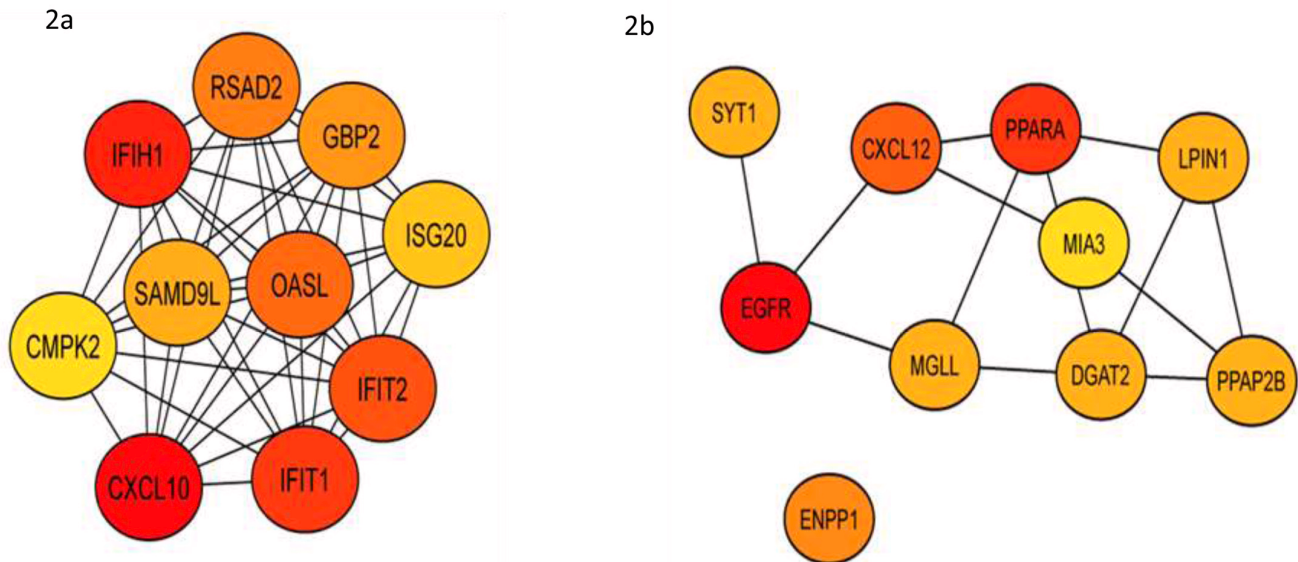 2a
RSAD2
GBP2
IFIH1
ISG20
OASL
SAMD9L
CMPK2
IFIT2
IFIT1
CXL10
2b
SYT1
CXCL12
PPARA
LPIN1
MIA3
EGFR
MGLL
DGAT2
PPAP2B
ENPP1